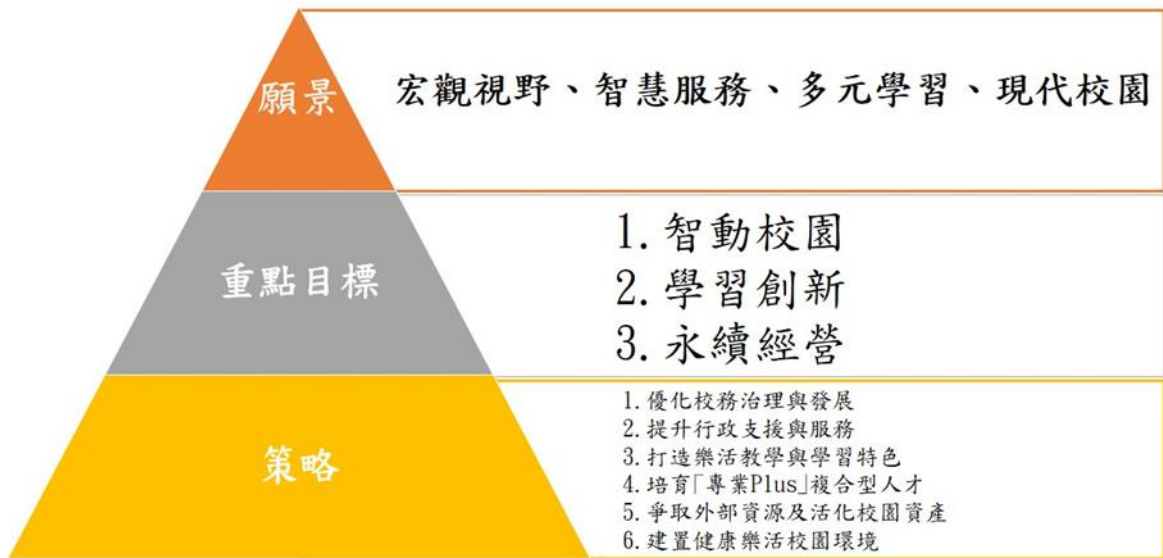 願景
宏觀視野、智慧服務、多元學習、現代校園
重點目標
1. 智動校園
2. 學習創新
3. 永續經營
策略
1. 優化校務治理與發展
2. 提升行政支援與服務
3. 打造樂活教學與學習特色
4. 培育「專業Plus」複合型人才
5. 爭取外部資源及活化校園資產
6. 建置健康樂活校園環境